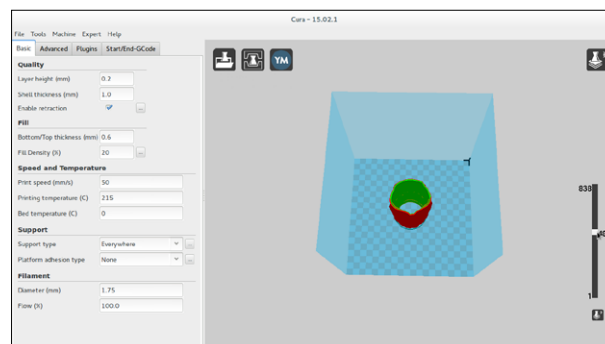 Cura - 15.02.1
File Tools Machine Expert Help
Basic Advanced Plugins Start/End-GCode
Quality
Layer height (mm) 0.2
Shell thickness (mm) 1.0
Enable retraction ...
Fill
Bottom/Top thickness (mm) 0.6
Fill Density (%) 20 ...
Speed and Temperature
Print speed (mm/s) 50
Printing temperature (C) 215
Bed temperature (C) 0
Support
Support type Everywhere ...
Platform adhesion type None ...
Filament
Diameter (mm) 1.75
Flow (%) 100.0
YM
838
1